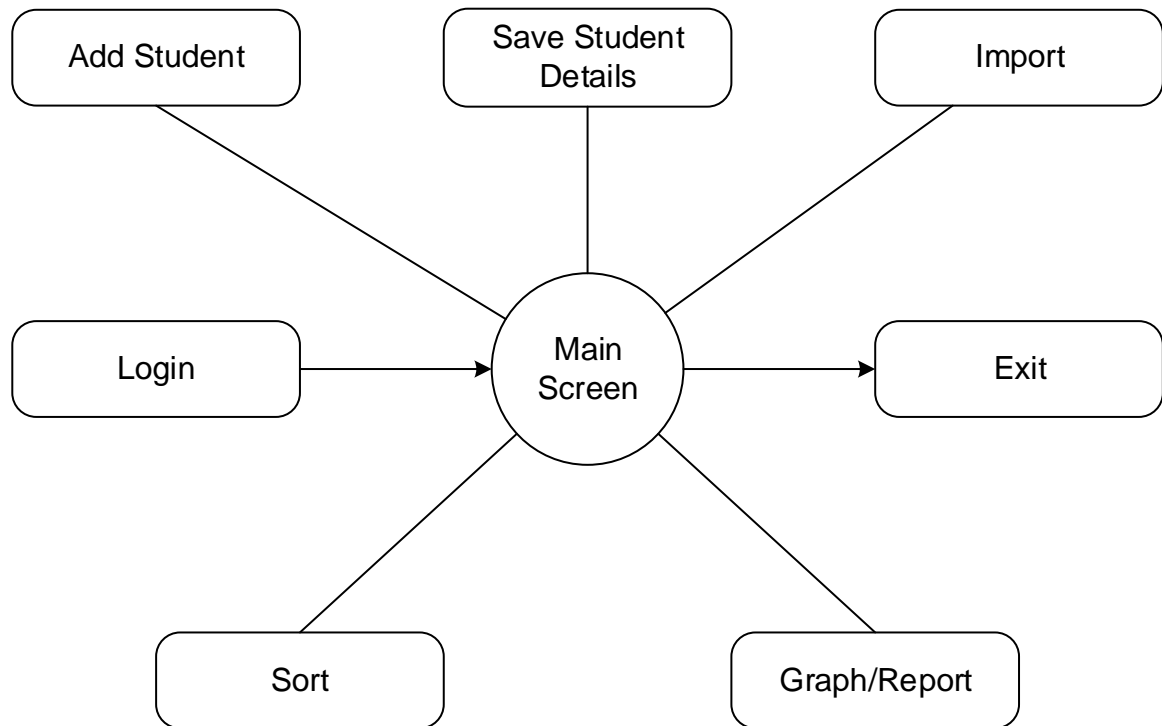 Add Student
Save Student
Details
Import
Login
Main
Screen
Exit
Sort
Graph/Report